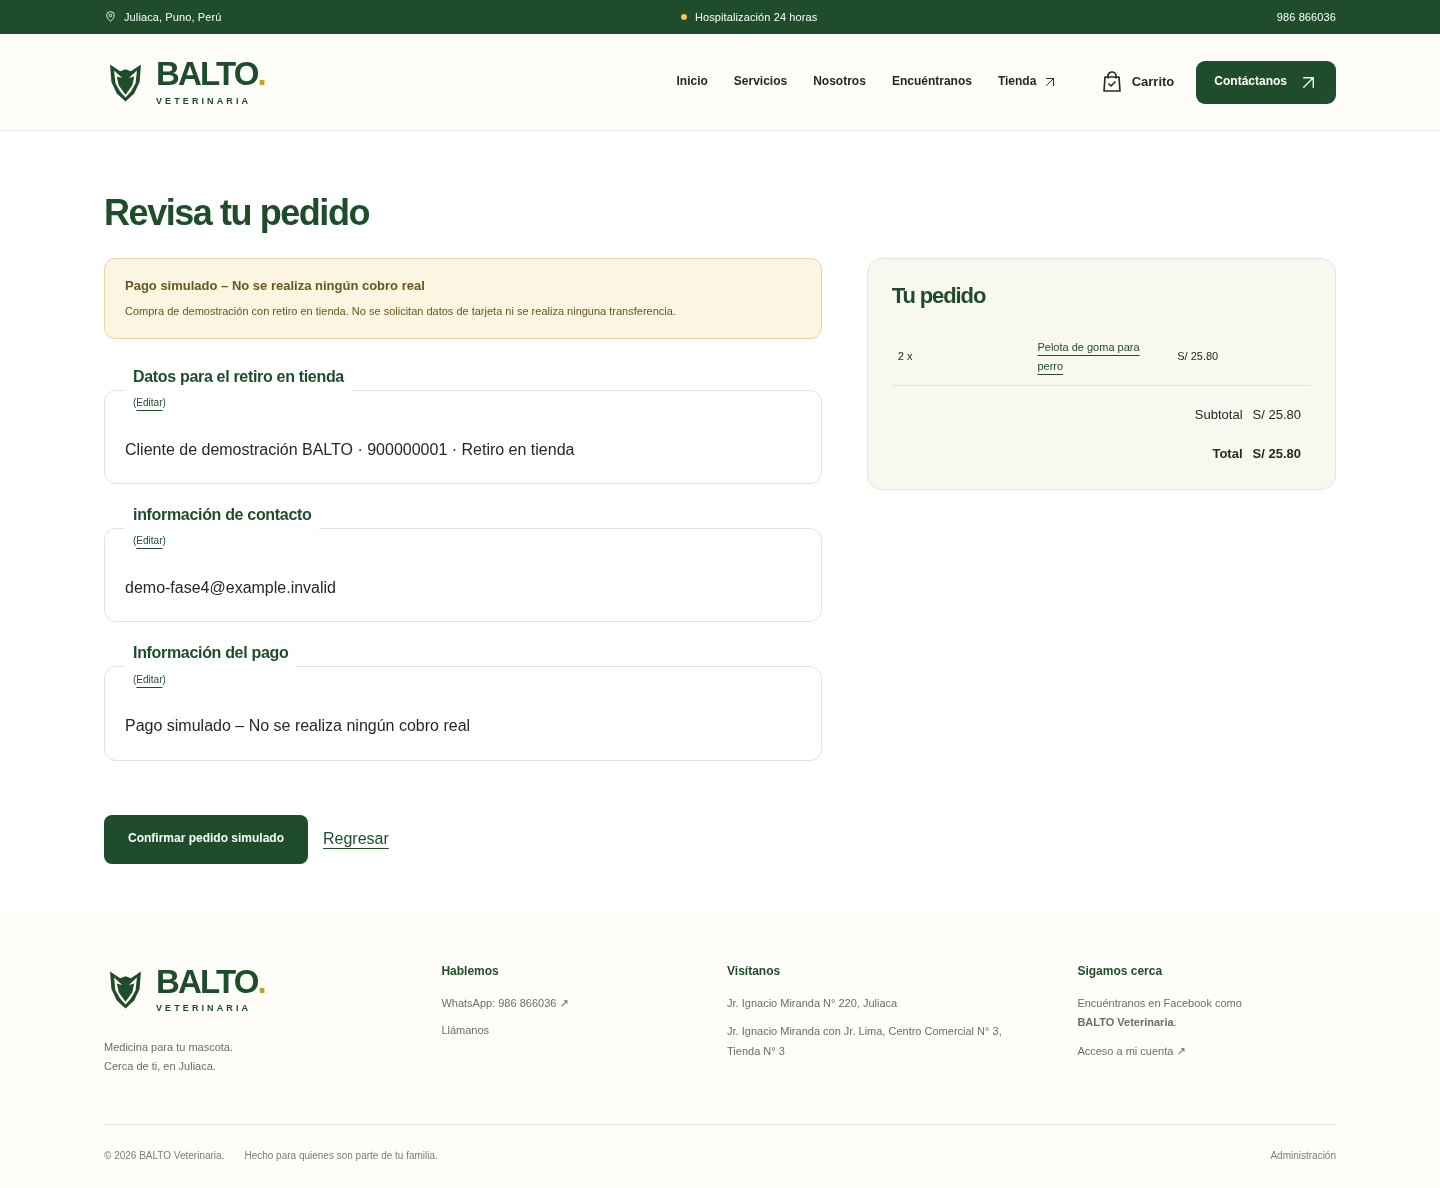 Juliaca, Puno, Perú
Hospitalización 24 horas
986 866036
BALTO.
VETERINARIA
Inicio
Servicios
Nosotros
Encuéntranos
Tienda ↗
Carrito
Contáctanos ↗
Revisa tu pedido
Pago simulado – No se realiza ningún cobro real
Compra de demostración con retiro en tienda. No se solicitan datos de tarjeta ni se realiza ninguna transferencia.
Datos para el retiro en tienda
(Editar)
Cliente de demostración BALTO · 900000001 · Retiro en tienda
información de contacto
(Editar)
demo-fase4@example.invalid
Información del pago
(Editar)
Pago simulado – No se realiza ningún cobro real
Confirmar pedido simulado
Regresar
Tu pedido
2 x
Pelota de goma para
perro
S/ 25.80
Subtotal S/ 25.80
Total S/ 25.80
BALTO.
VETERINARIA
Medicina para tu mascota.
Cerca de ti, en Juliaca.
Hablemos
WhatsApp: 986 866036 ↗
Llámanos
Visítanos
Jr. Ignacio Miranda N° 220, Juliaca
Jr. Ignacio Miranda con Jr. Lima, Centro Comercial N° 3,
Tienda N° 3
Sigamos cerca
Encuéntranos en Facebook como
BALTO Veterinaria.
Acceso a mi cuenta ↗
© 2026 BALTO Veterinaria.
Hecho para quienes son parte de tu familia.
Administración